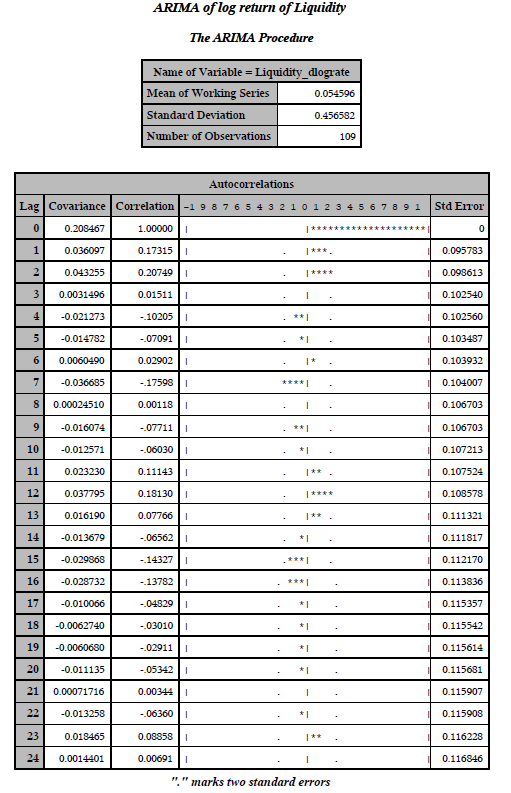 ARIMA of log return of Liquidity
The ARIMA Procedure
Name of Variable = Liquidity_dlograte
Mean of Working Series 0.054596
Standard Deviation 0.456582
Number of Observations 109
Autocorrelations
Lag Covariance Correlation -1 9 8 7 6 5 4 3 2 1 0 1 2 3 4 5 6 7 8 9 1 Std Error
0 0.208467 1.00000 | |********************| 0
1 0.036097 0.17315 | . |***. | 0.095783
2 0.043255 0.20749 | . |**** | 0.098613
3 0.0031496 0.01511 | . | . | 0.102540
4 -0.021273 -.10205 | . **| . | 0.102560
5 -0.014782 -.07091 | . *| . | 0.103487
6 0.0060490 0.02902 | . |* . | 0.103932
7 -0.036685 -.17598 | ****| . | 0.104007
8 0.00024510 0.00118 | . | . | 0.106703
9 -0.016074 -.07711 | . **| . | 0.106703
10 -0.012571 -.06030 | . *| . | 0.107213
11 0.023230 0.11143 | . |** . | 0.107524
12 0.037795 0.18130 | . |**** | 0.108578
13 0.016190 0.07766 | . |** . | 0.111321
14 -0.013679 -.06562 | . *| . | 0.111817
15 -0.029868 -.14327 | .***| . | 0.112170
16 -0.028732 -.13782 | . ***| . | 0.113836
17 -0.010066 -.04829 | . *| . | 0.115357
18 -0.0062740 -.03010 | . *| . | 0.115542
19 -0.0060680 -.02911 | . *| . | 0.115614
20 -0.011135 -.05342 | . *| . | 0.115681
21 0.00071716 0.00344 | . | . | 0.115907
22 -0.013258 -.06360 | . *| . | 0.115908
23 0.018465 0.08858 | . |** . | 0.116228
24 0.0014401 0.00691 | . | . | 0.116846
"." marks two standard errors